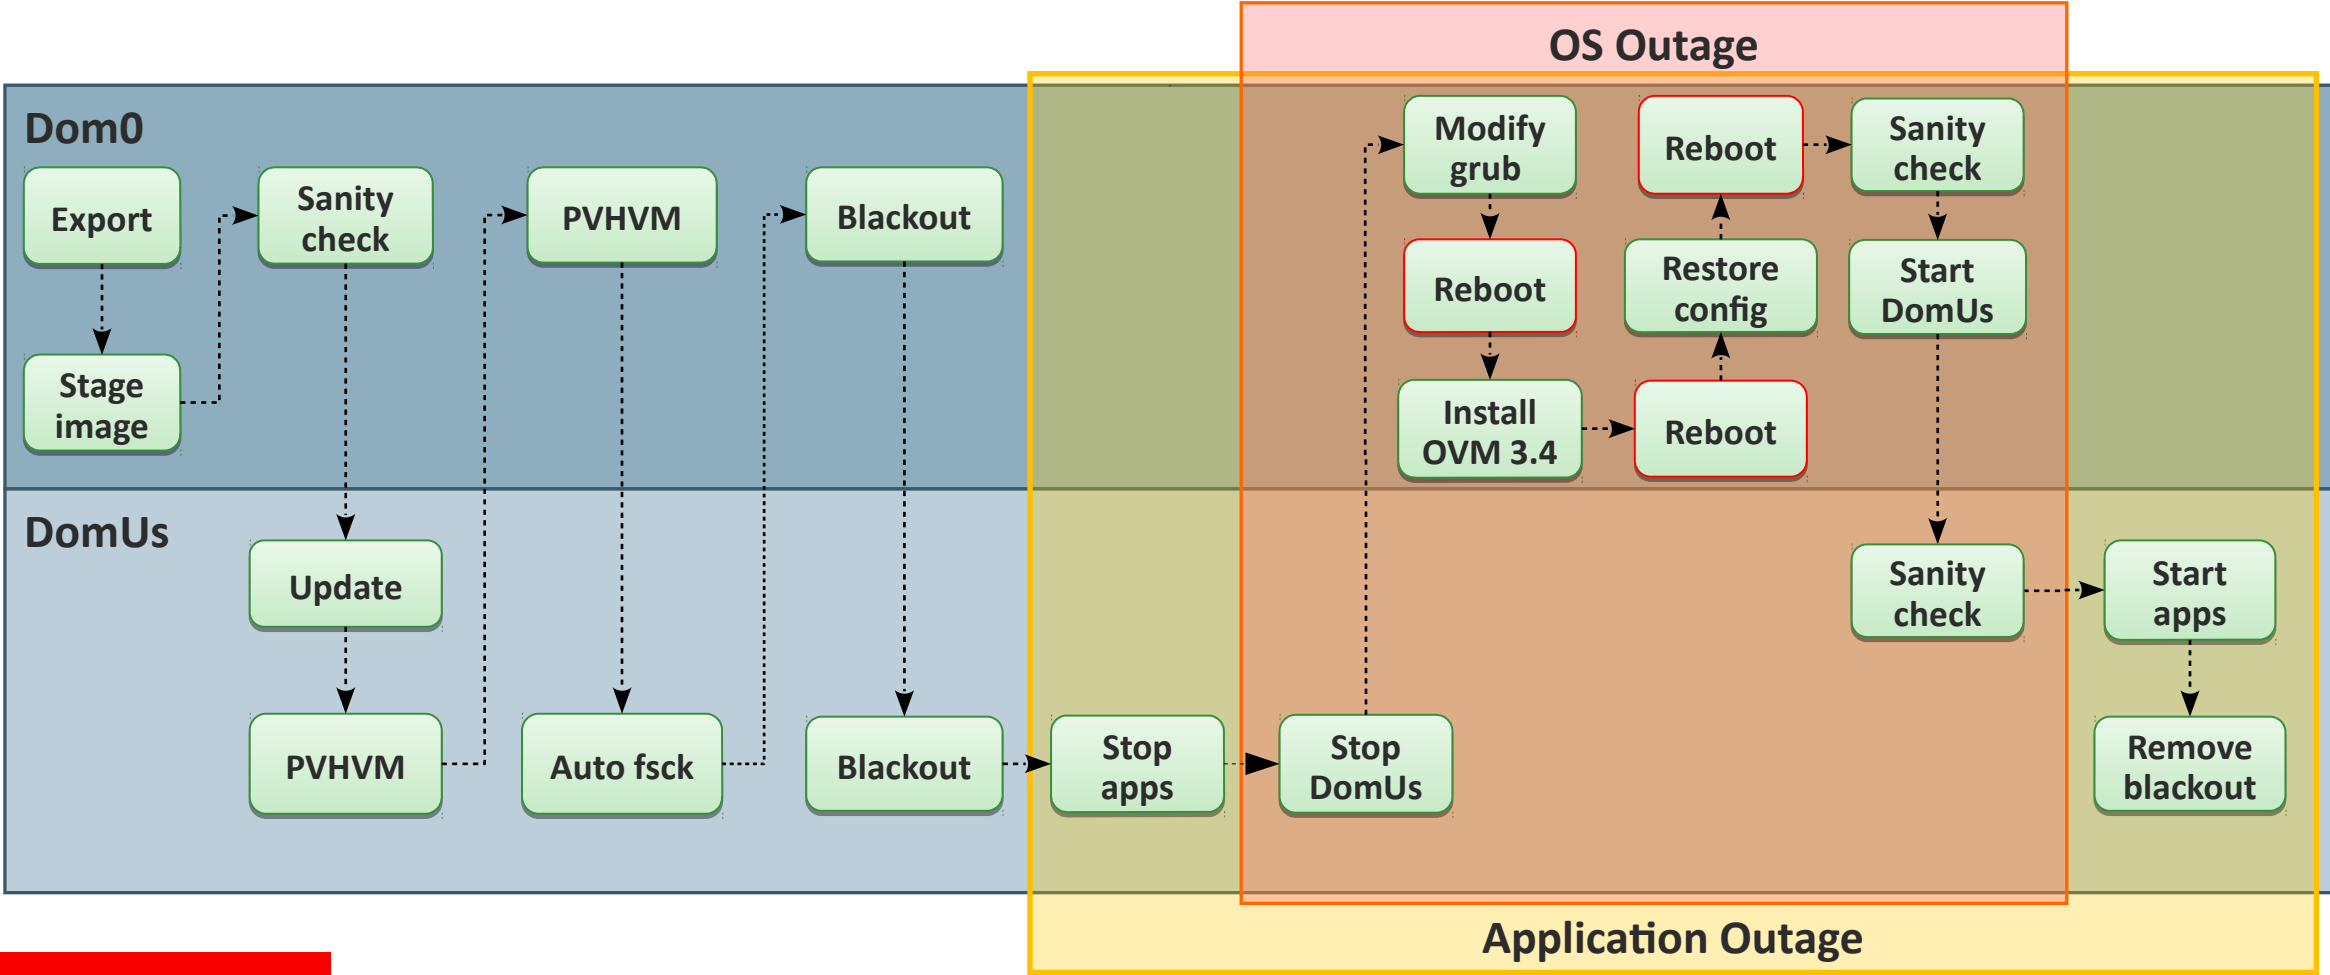 OS Outage
Dom0
Export
Stage
image
Sanity
check
PVHVM
Blackout
Modify
grub
Reboot
Install
OVM 3.4
Reboot
Restore
config
Reboot
Sanity
check
Start
DomUs
DomUs
Update
PVHVM
Auto fsck
Blackout
Stop
apps
Stop
DomUs
Sanity
check
Start
apps
Remove
blackout
Application Outage